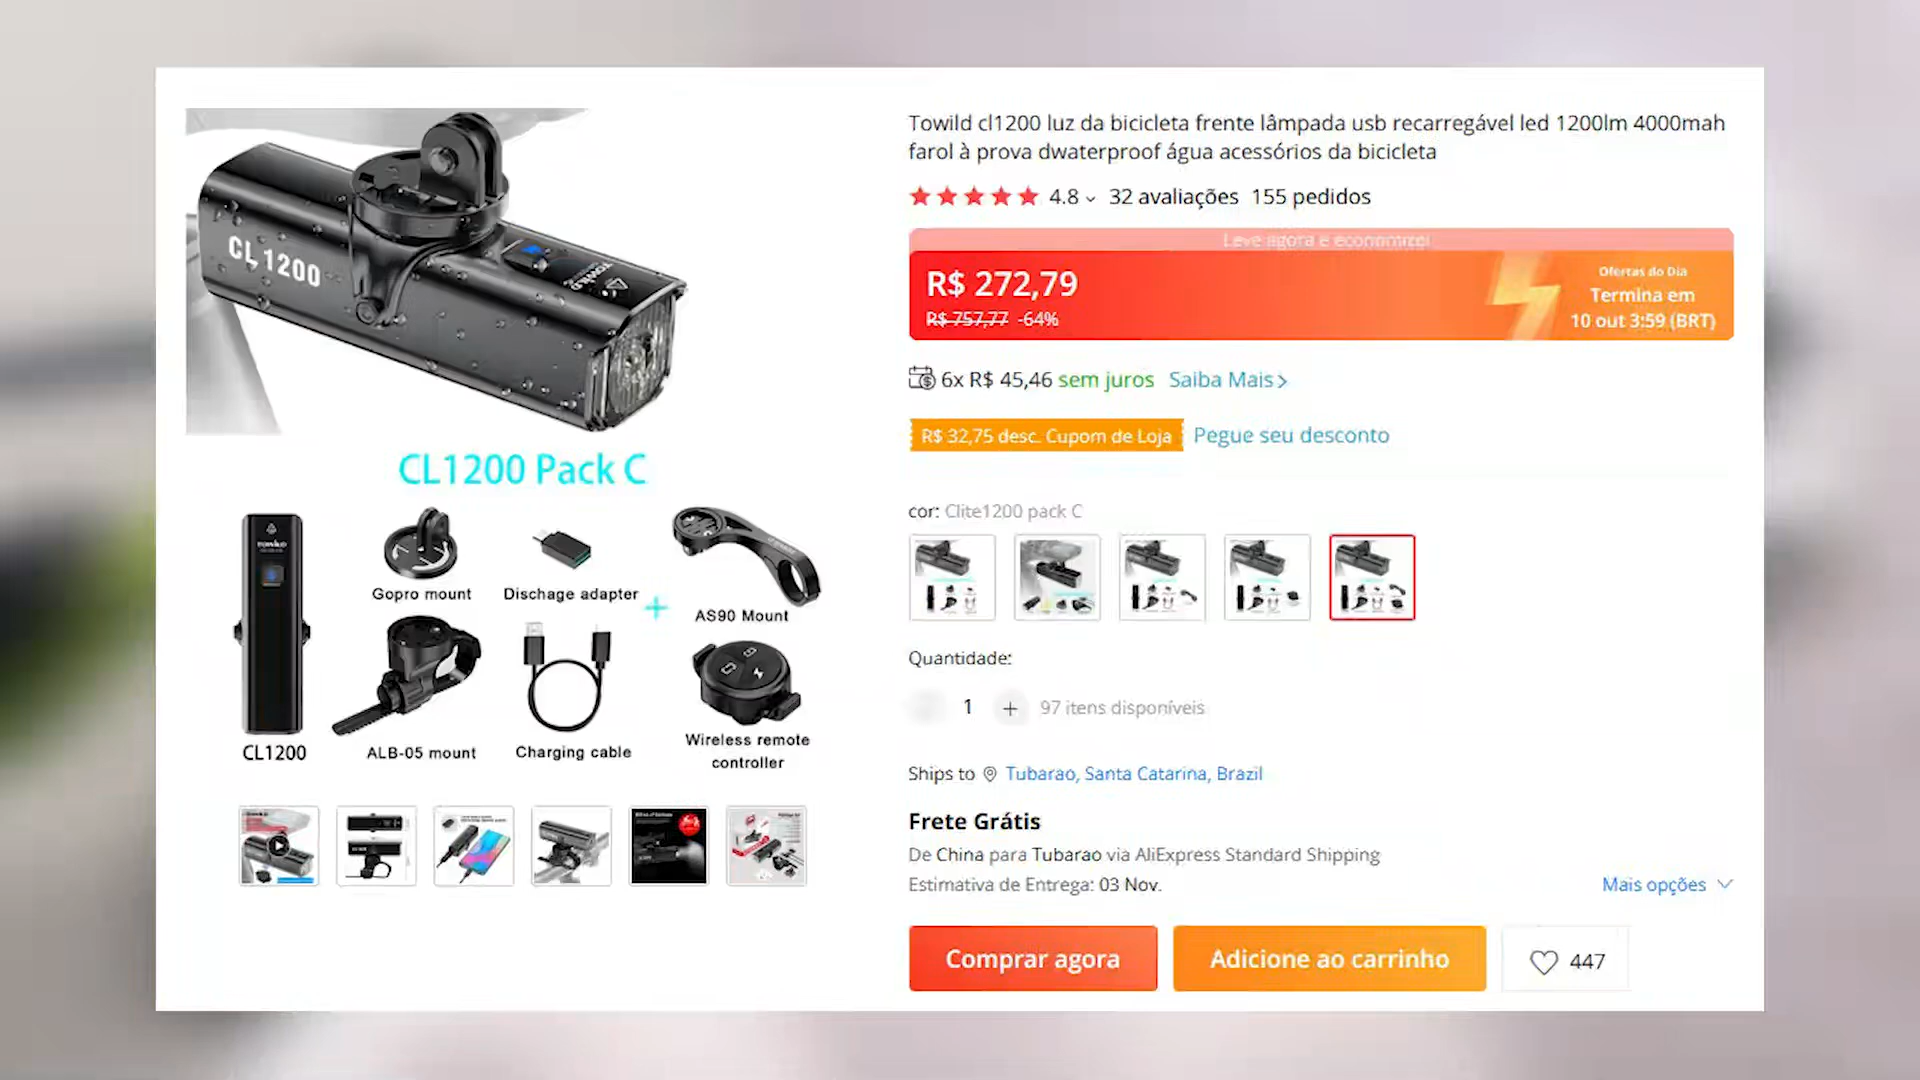 CL1200
TOWILD
CL1200 Pack C
TOWILD
Gopro mount
Dischage adapter
+
AS90 Mount
CL1200
ALB-05 mount
Charging cable
Wireless remote
controller
Towild cl1200 luz da bicicleta frente lâmpada usb recarregável led 1200lm 4000mah
farol à prova dwaterproof água acessórios da bicicleta
4.8 32 avaliações 155 pedidos
Leve agora e economize!
R$ 272,79
R$ 757,77 -64%
Ofertas do Dia
Termina em
10 out 3:59 (BRT)
6x R$ 45,46 sem juros Saiba Mais
R$ 32,75 desc. Cupom de Loja Pegue seu desconto
cor: Clite1200 pack C
Quantidade:
1 + 97 itens disponíveis
Ships to Tubarao, Santa Catarina, Brazil
Frete Grátis
De China para Tubarao via AliExpress Standard Shipping
Estimativa de Entrega: 03 Nov.
Mais opções
Comprar agora
Adicione ao carrinho
447